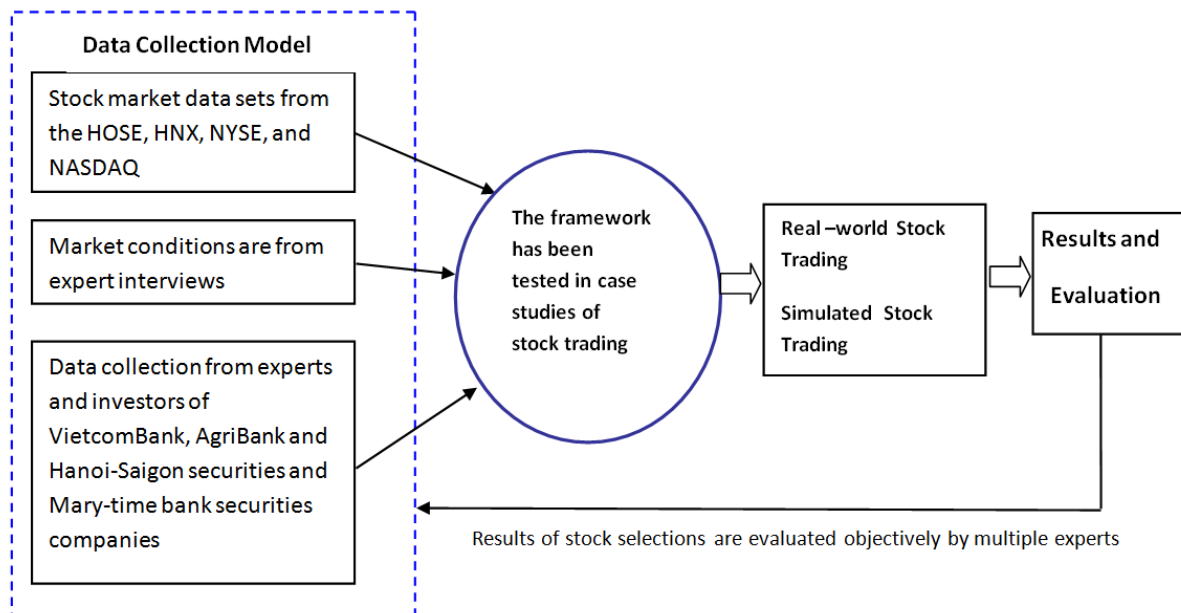 Data Collection Model
Stock market data sets from
the HOSE, HNX, NYSE, and
NASDAQ
Market conditions are from
expert interviews
Data collection from experts
and investors of
VietcomBank, AgriBank and
Hanoi-Saigon securities and
Mary-time bank securities
companies
The framework
has been
tested in case
studies of
stock trading
Real –world Stock
Trading
Simulated Stock
Trading
Results and
Evaluation
Results of stock selections are evaluated objectively by multiple experts